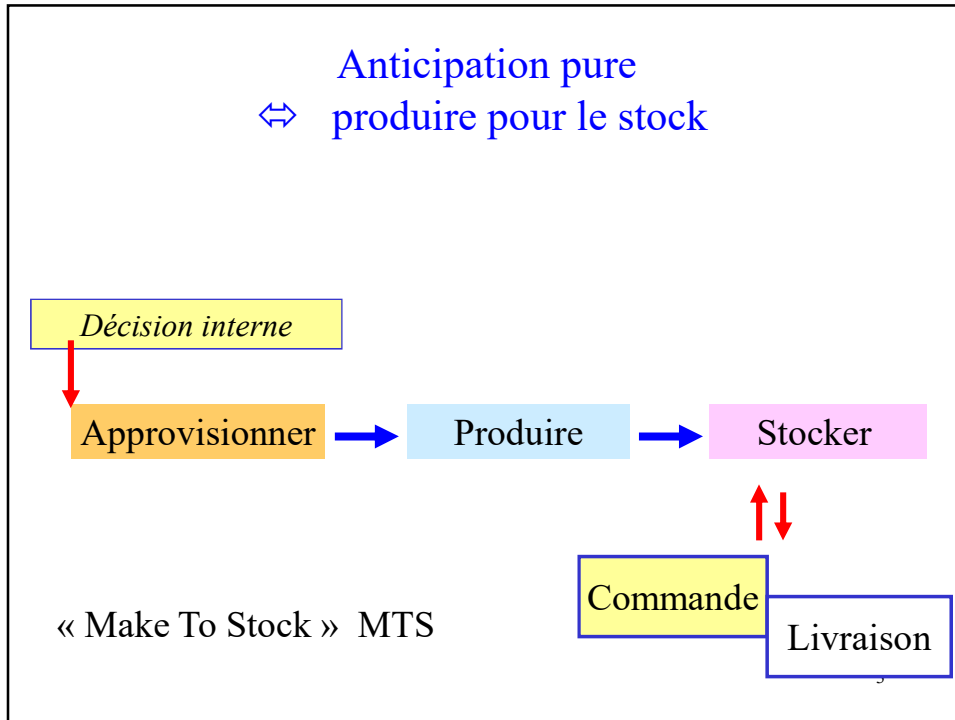 Anticipation pure
⇔ produire pour le stock
Décision interne
Approvisionner
Produire
Stocker
Commande
Livraison
« Make To Stock » MTS